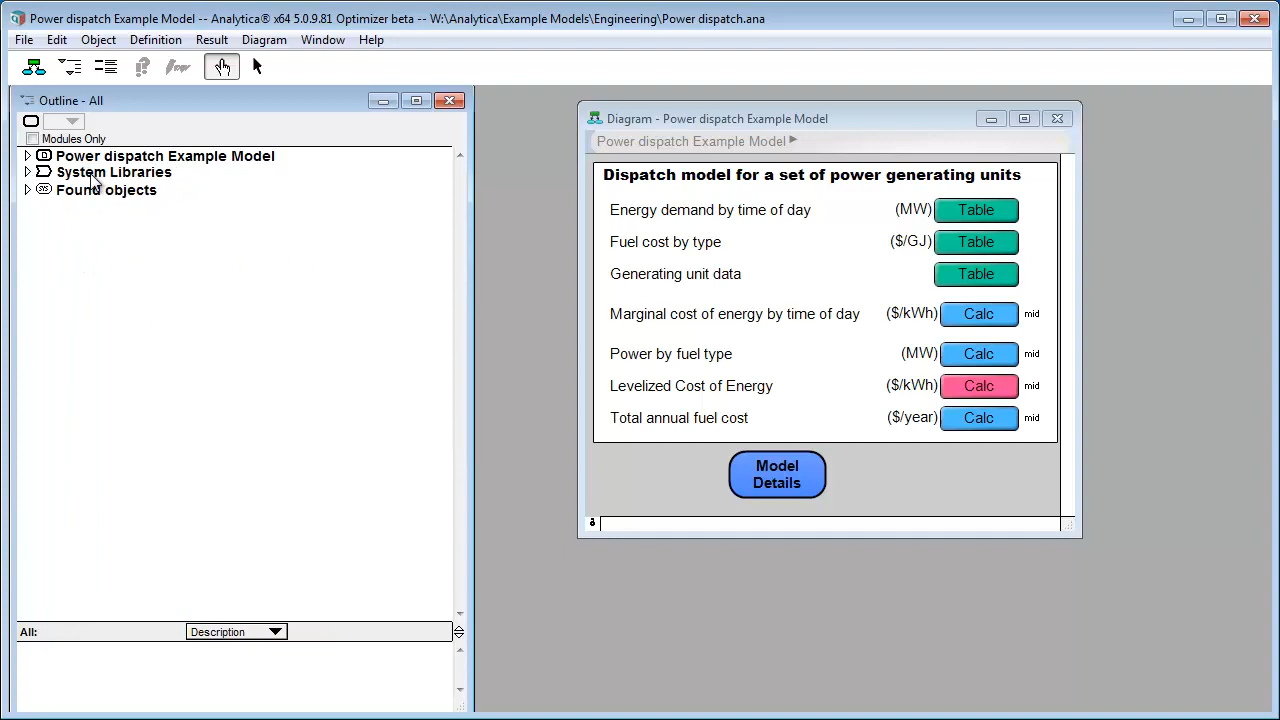 Power dispatch Example Model -- Analytica® x64 5.0.9.81 Optimizer beta -- W:\Analytica\Example Models\Engineering\Power dispatch.ana
File Edit Object Definition Result Diagram Window Help
Outline - All
Modules Only
Power dispatch Example Model
System Libraries
Found objects
All: Description
Diagram - Power dispatch Example Model
Power dispatch Example Model
Dispatch model for a set of power generating units
Energy demand by time of day (MW) Table
Fuel cost by type ($/GJ) Table
Generating unit data Table
Marginal cost of energy by time of day ($/kWh) Calc mid
Power by fuel type (MW) Calc mid
Levelized Cost of Energy ($/kWh) Calc mid
Total annual fuel cost ($/year) Calc mid
Model
Details